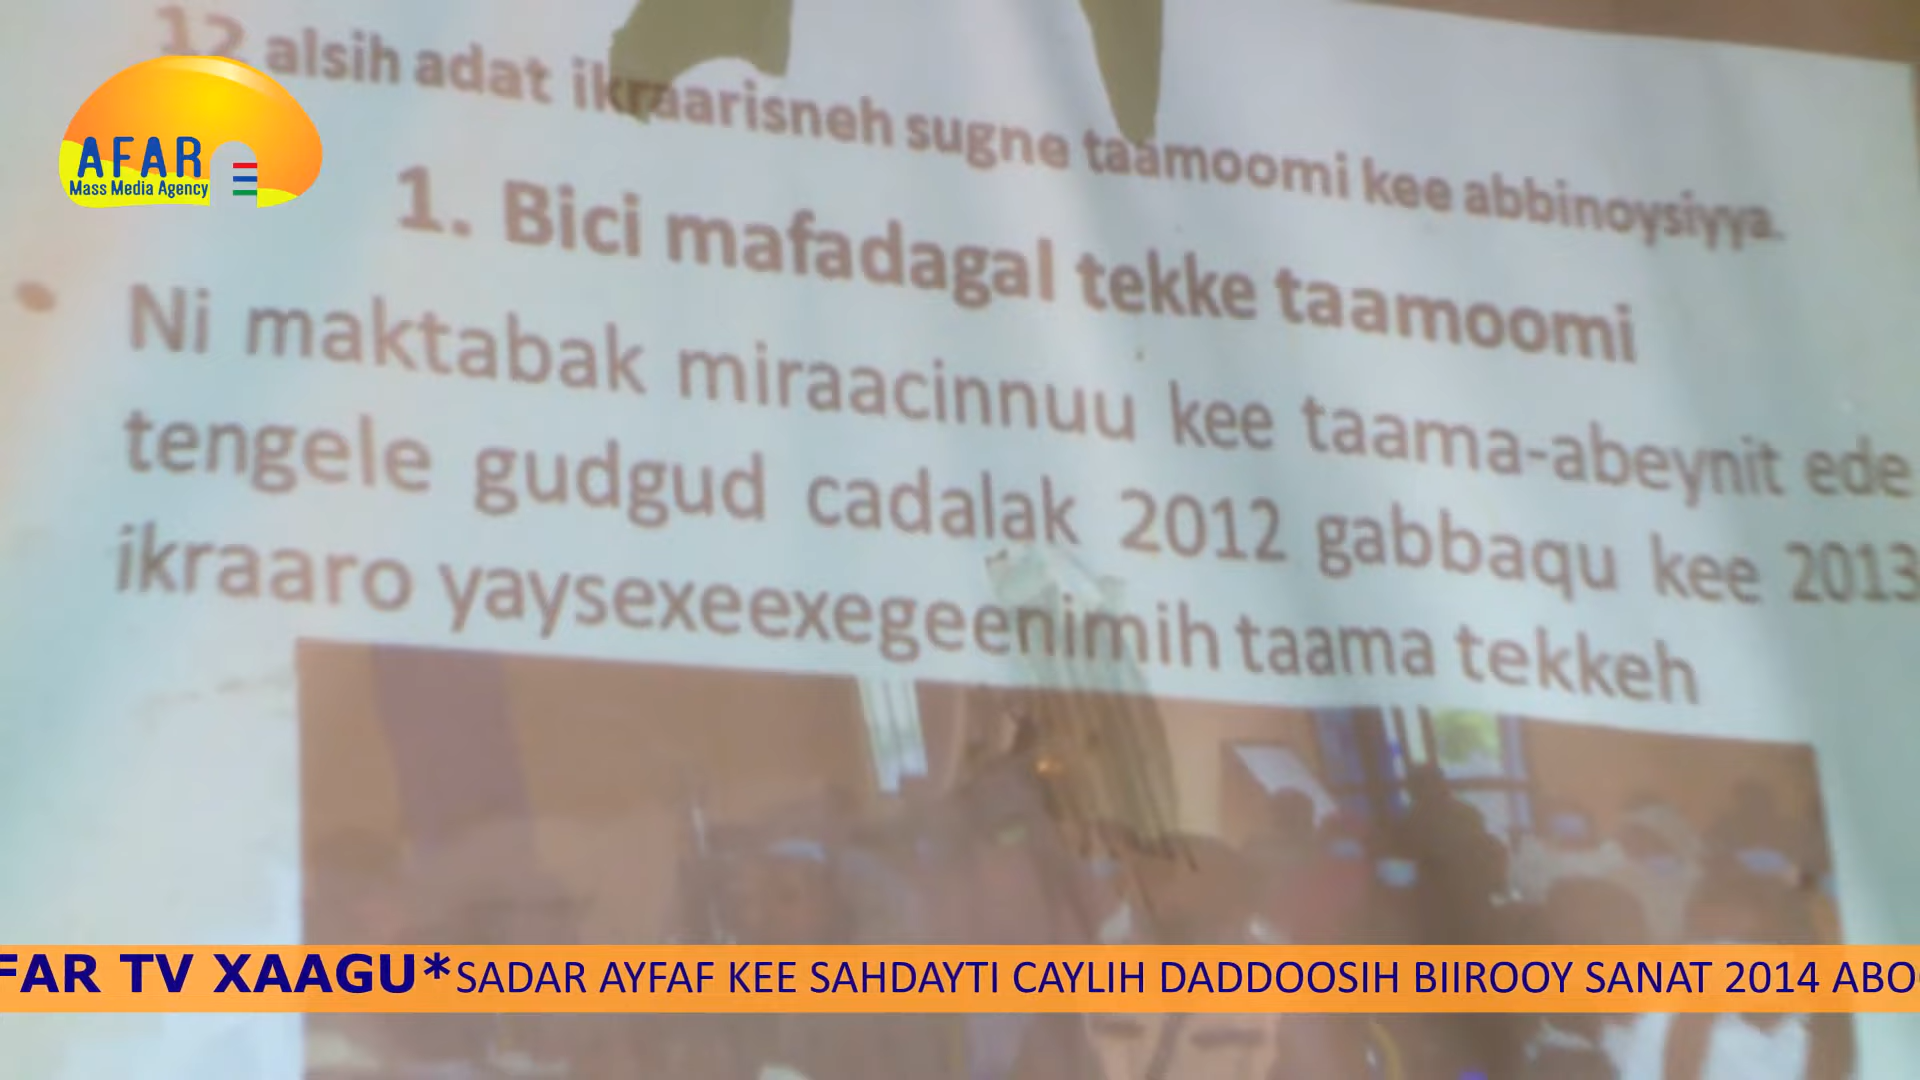 12 alsih adat ikraarisneh sugne taamoomi kee abbinoysiyya.
AFAR
Mass Media Agency
1. Bici mafadagal tekke taamoomi
Ni maktabak miraacinnuu kee taama-abeynit ede
tengele gudgud cadalak 2012 gabbaqu kee 2013
ikraaro yaysexeexegeenimih taama tekkeh
FAR TV XAAGU*SADAR AYFAF KEE SAHDAYTI CAYLIH DADDOOSIH BIIROOY SANAT 2014 ABO